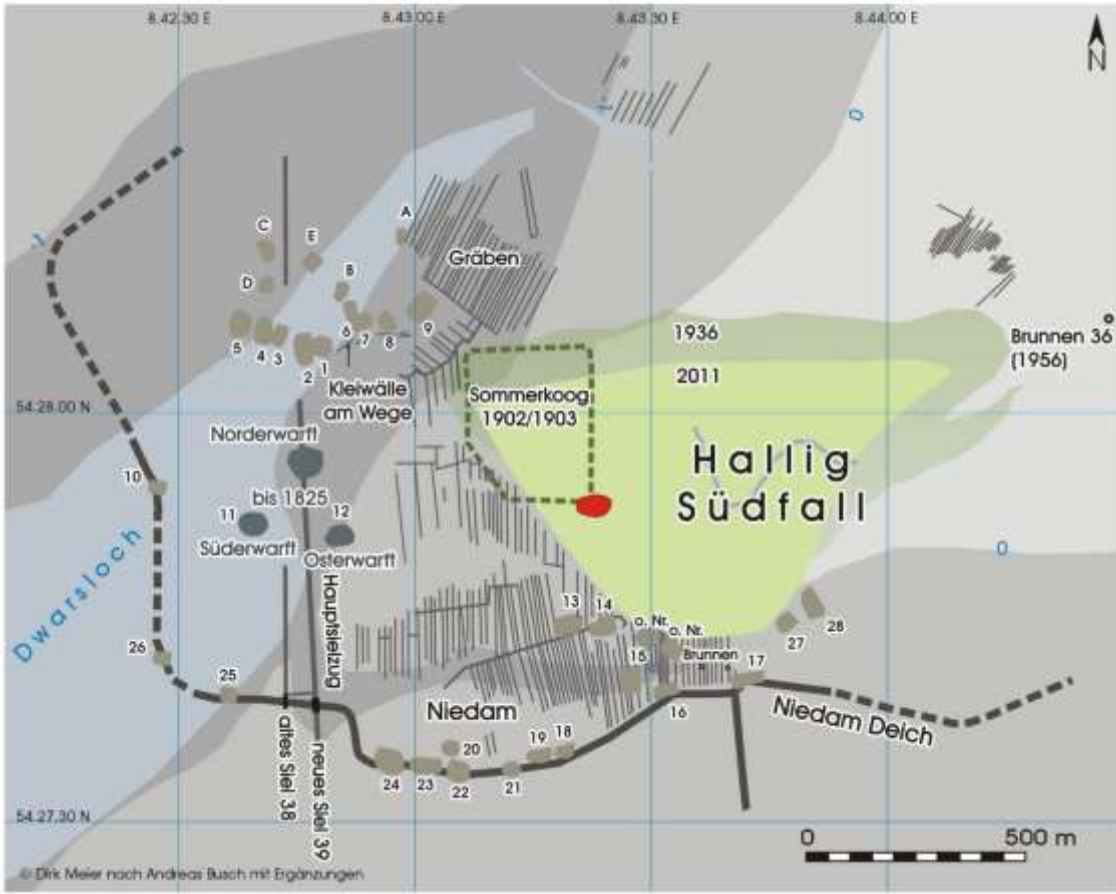 8.42.30 E
8.43.00 E
8.43.30 E
8.44.00 E
N
0
-1
A
C
E
Gräben
D
B
1936
Brunnen 36
(1956)
5
4
3
2
1
6
7
8
9
2011
Kleiwälle
am Wege
Sommerkoog
1902/1903
54.28.00 N
Norderwarft
Hallig
Südfall
10
bis 1825
11
12
Süderwarft
Osterwarft
0
Dwarsloch
Hauptsielzug
13
14
o. Nr.
o. Nr.
27
28
26
15
Brunnen
17
25
16
Niedam
Niedam Deich
altes Siel 38
neues Siel 39
20
19
18
24
23
22
21
54.27.30 N
0
500 m
© Dirk Meier nach Andreas Busch mit Ergänzungen